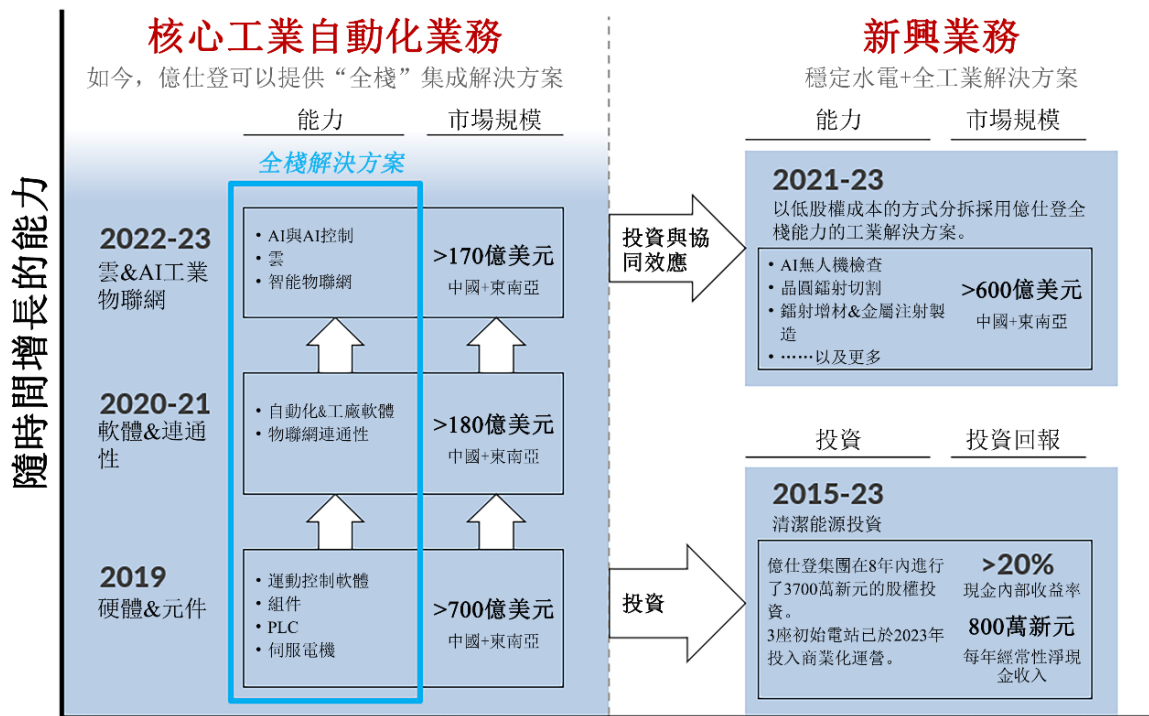 核心工業自動化業務
如今，億仕登可以提供“全棧”集成解決方案
能力
市場規模
全棧解決方案
隨時間增長的能力
2022-23
雲&AI工業
物聯網
• AI與AI控制
• 雲
• 智能物聯網
>170億美元
中國+東南亞
2020-21
軟體&連通
性
• 自動化&工廠軟體
• 物聯網連通性
>180億美元
中國+東南亞
2019
硬體&元件
• 運動控制軟體
• 組件
• PLC
• 伺服電機
>700億美元
中國+東南亞
投資與協
同效應
投資
新興業務
穩定水電+全工業解決方案
能力
市場規模
2021-23
以低股權成本的方式分拆採用億仕登全
棧能力的工業解決方案。
• AI無人機檢查
• 晶圓鐳射切割
• 鐳射增材&金屬注射製
造
• ……以及更多
>600億美元
中國+東南亞
投資
投資回報
2015-23
清潔能源投資
億仕登集團在8年內進行
了3700萬新元的股權投
資。
3座初始電站已於2023年
投入商業化運營。
>20%
現金內部收益率
800萬新元
每年經常性淨現
金收入